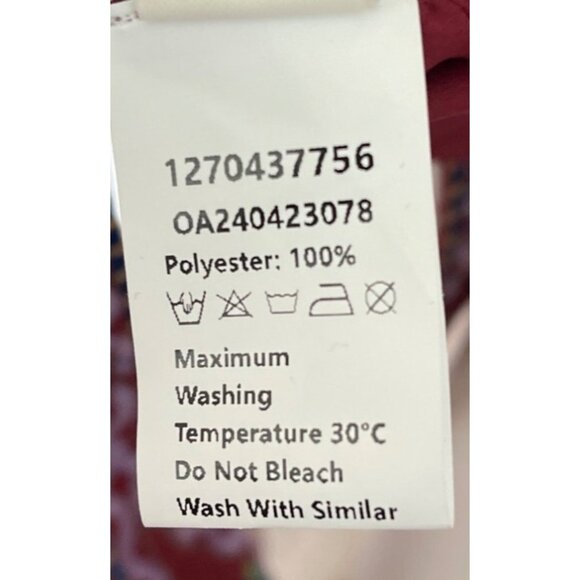 1270437756
OA240423078
Polyester: 100%
Maximum
Washing
Temperature 30°C
Do Not Bleach
Wash With Similar